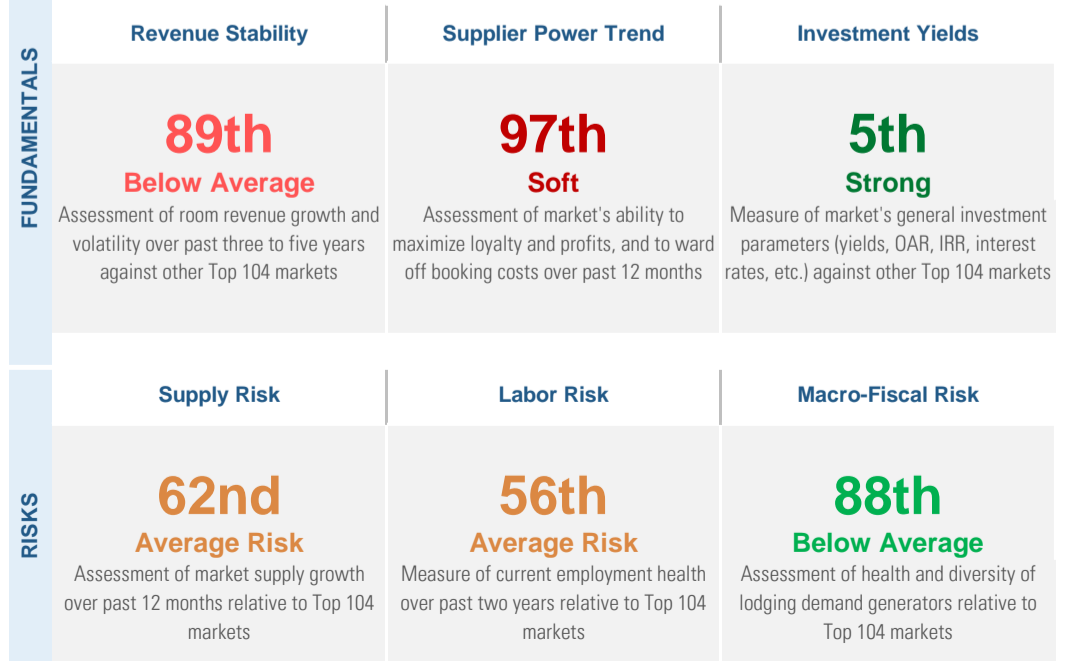 FUNDAMENTALS
Revenue Stability
89th
Below Average
Assessment of room revenue growth and
volatility over past three to five years
against other Top 104 markets
Supplier Power Trend
97th
Soft
Assessment of market's ability to
maximize loyalty and profits, and to ward
off booking costs over past 12 months
Investment Yields
5th
Strong
Measure of market's general investment
parameters (yields, OAR, IRR, interest
rates, etc.) against other Top 104 markets
RISKS
Supply Risk
62nd
Average Risk
Assessment of market supply growth
over past 12 months relative to Top 104
markets
Labor Risk
56th
Average Risk
Measure of current employment health
over past two years relative to Top 104
markets
Macro-Fiscal Risk
88th
Below Average
Assessment of health and diversity of
lodging demand generators relative to
Top 104 markets